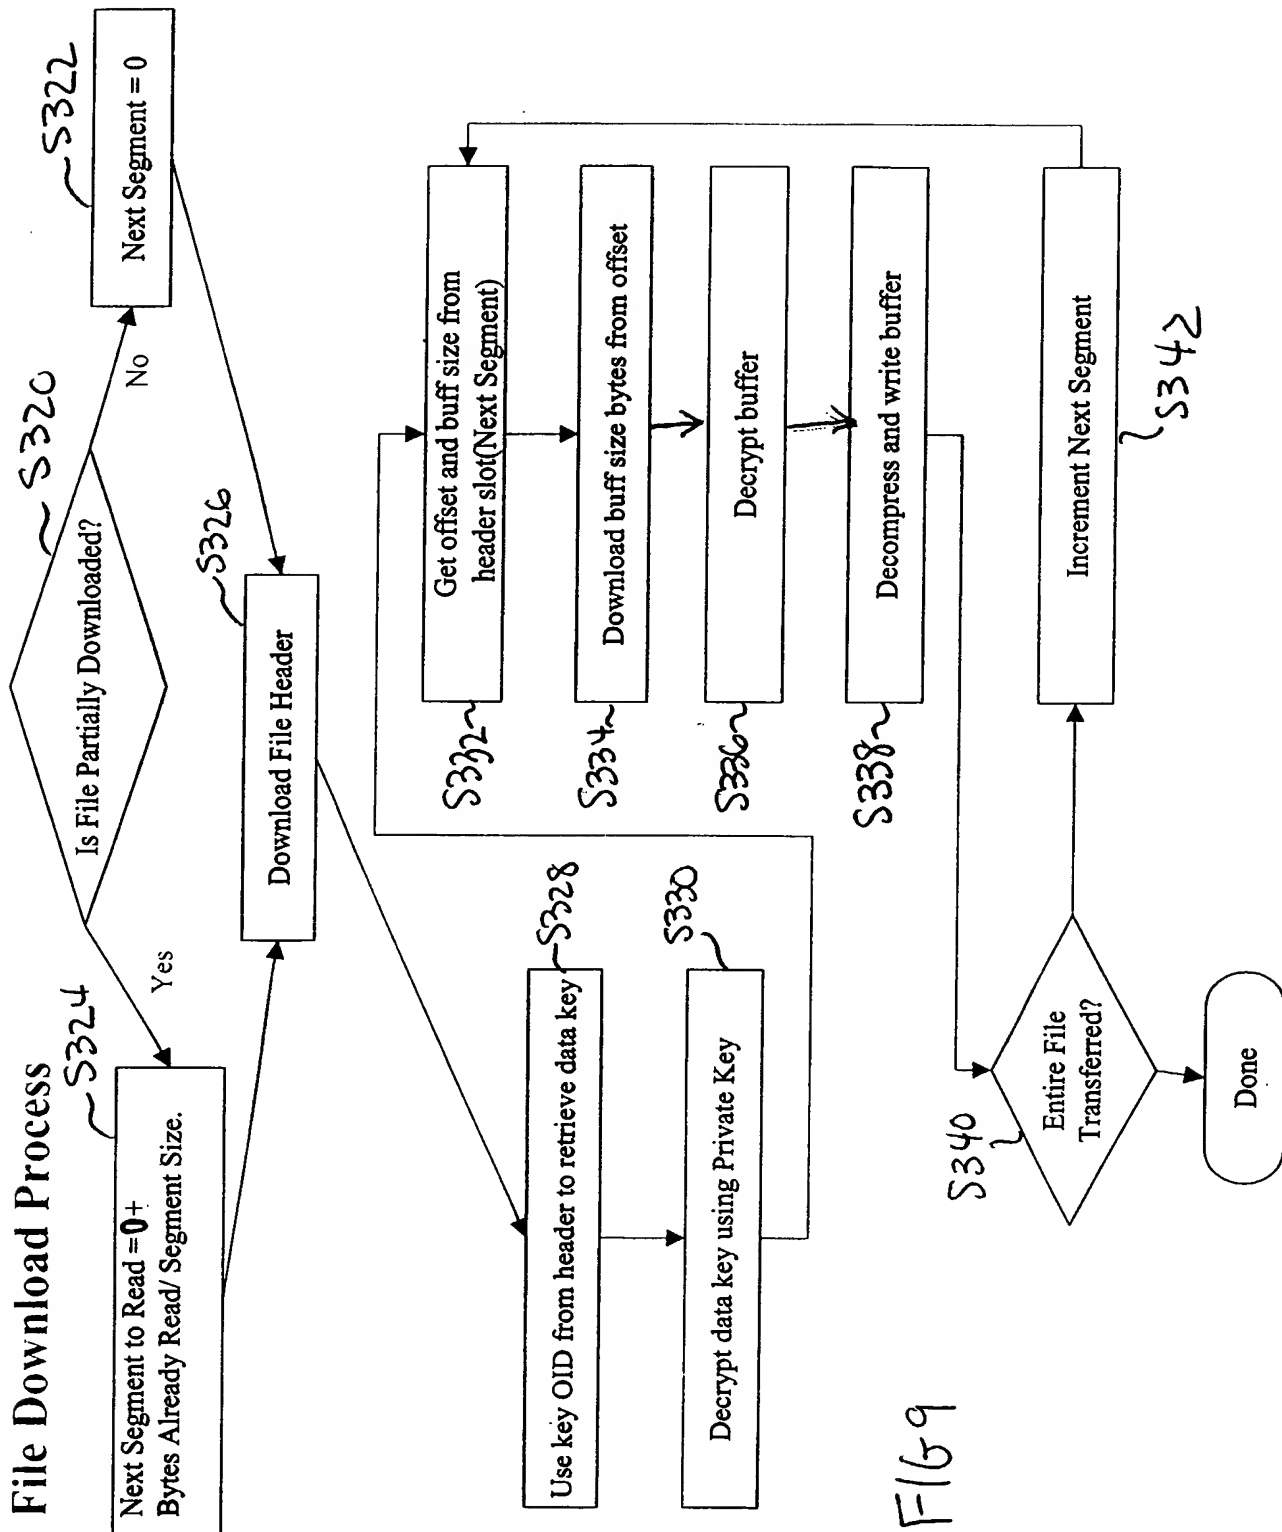 File Download Process
S320
Is File Partially Downloaded?
Yes
No
S324
Next Segment to Read = 0+
Bytes Already Read/ Segment Size.
S322
Next Segment = 0
S326
Download File Header
S328
Use key OID from header to retrieve data key
S330
Decrypt data key using Private Key
S332
Get offset and buff size from
header slot(Next Segment)
S334
Download buff size bytes from offset
S336
Decrypt buffer
S338
Decompress and write buffer
S340
Entire File
Transferred?
Increment Next Segment
S342
Done
FIG 9